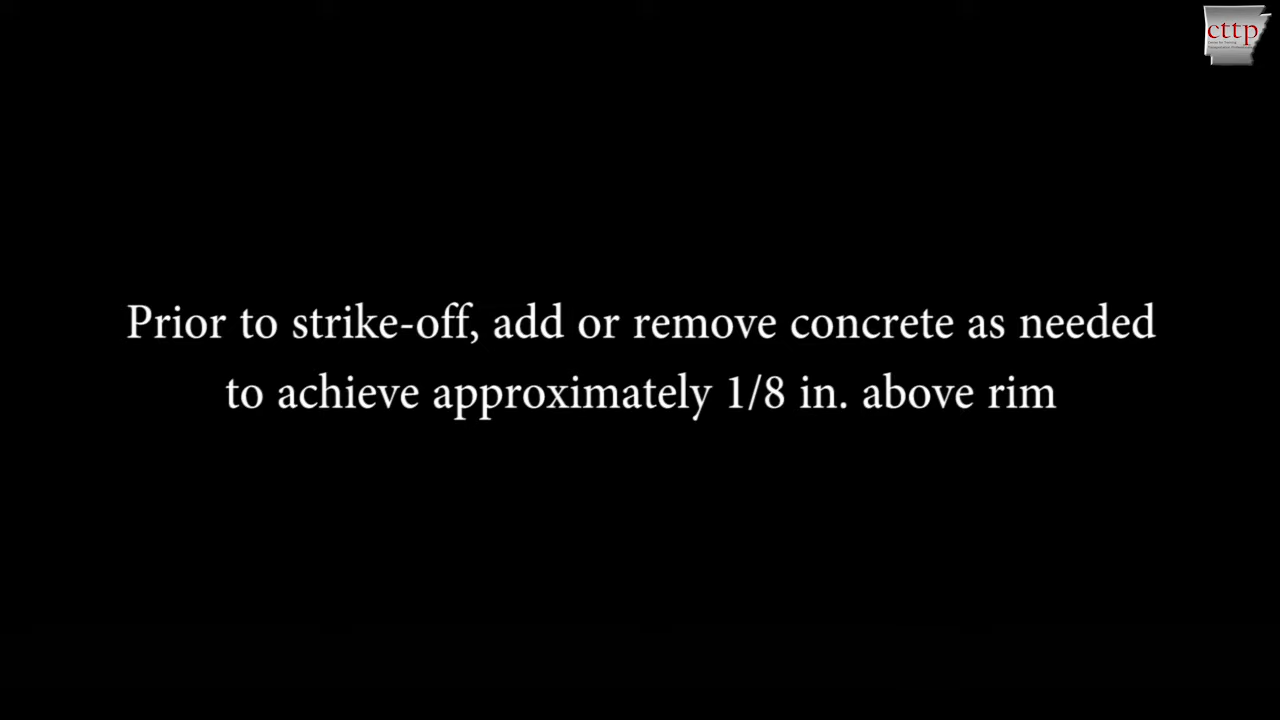 cttp
Prior to strike-off, add or remove concrete as needed
to achieve approximately 1/8 in. above rim